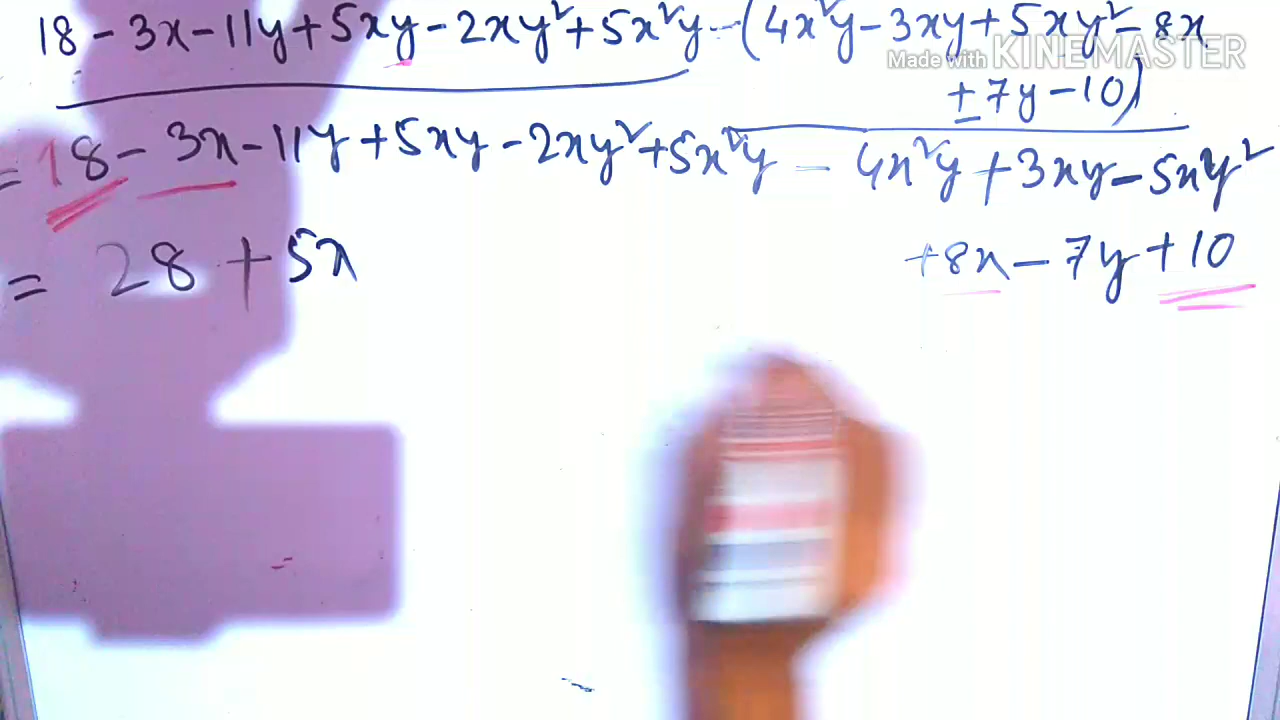 18 - 3x - 11y + 5xy - 2xy² + 5x²y - (4x²y - 3xy + 5xy² - 8x
Made with KINEMASTER
+ 7y - 10)
= 18 - 3x - 11y + 5xy - 2xy² + 5x²y - 4x²y + 3xy - 5xy²
+ 8x - 7y + 10
= 28 + 5x